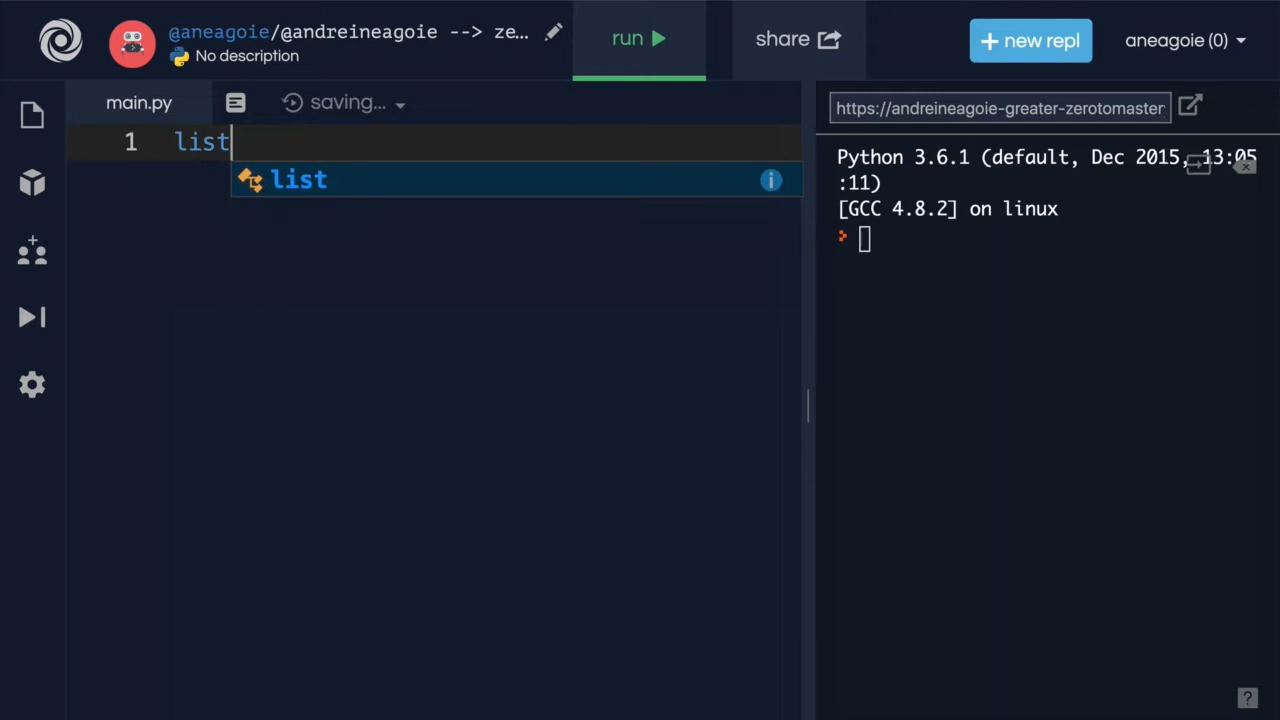 @aneagoie/@andreineagoie --> ze...
No description
run
share
+ new repl
aneagoie (0)
main.py
saving...
https://andreineagoie-greater-zerotomaster
1 list
list
Python 3.6.1 (default, Dec 2015, 13:05
:11)
[GCC 4.8.2] on linux